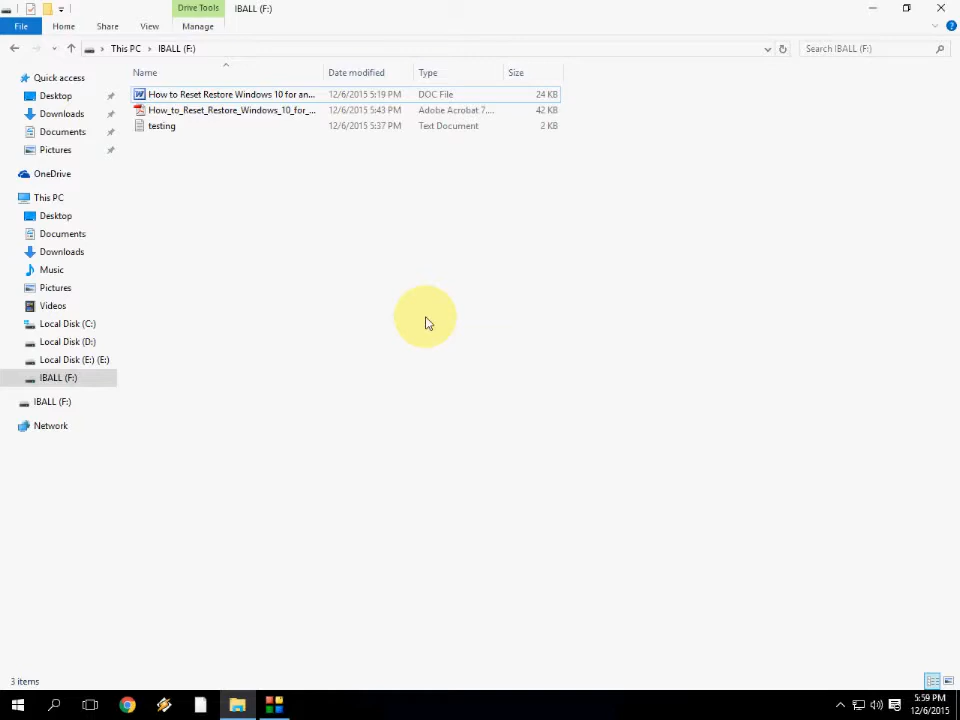 Drive Tools IBALL (F:)
File Home Share View Manage
This PC IBALL (F:) Search IBALL (F:)
Name Date modified Type Size
Quick access
Desktop
Downloads
Documents
Pictures
OneDrive
This PC
Desktop
Documents
Downloads
Music
Pictures
Videos
Local Disk (C:)
Local Disk (D:)
Local Disk (E:) (E:)
IBALL (F:)
IBALL (F:)
Network
How to Reset Restore Windows 10 for an... 12/6/2015 5:19 PM DOC File 24 KB
How_to_Reset_Restore_Windows_10_for_... 12/6/2015 5:43 PM Adobe Acrobat 7.... 42 KB
testing 12/6/2015 5:37 PM Text Document 2 KB
3 items
5:59 PM
12/6/2015